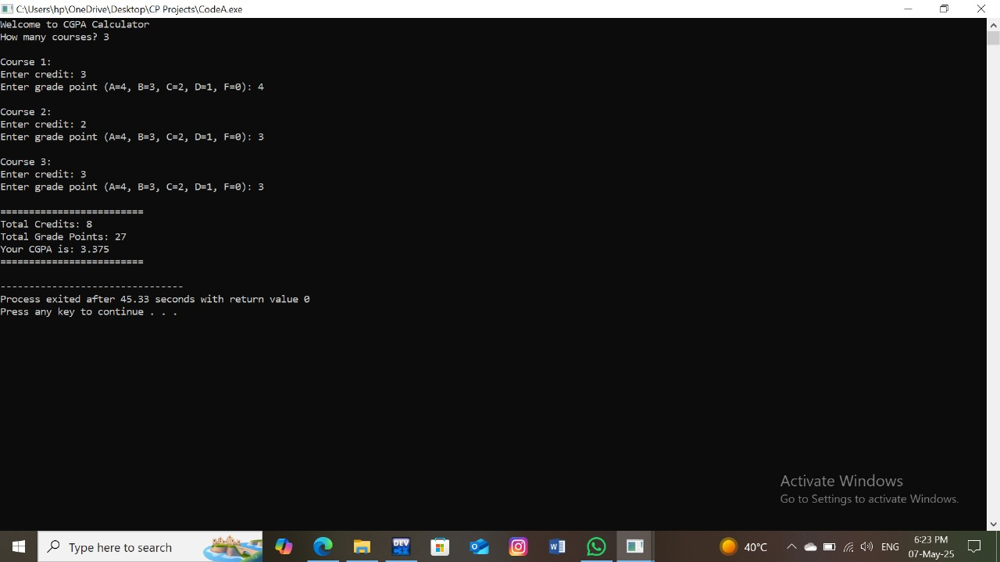 C:\Users\hp\OneDrive\Desktop\CP Projects\CodeA.exe
Welcome to CGPA Calculator
How many courses? 3
Course 1:
Enter credit: 3
Enter grade point (A=4, B=3, C=2, D=1, F=0): 4
Course 2:
Enter credit: 2
Enter grade point (A=4, B=3, C=2, D=1, F=0): 3
Course 3:
Enter credit: 3
Enter grade point (A=4, B=3, C=2, D=1, F=0): 3
=========================
Total Credits: 8
Total Grade Points: 27
Your CGPA is: 3.375
=========================
--------------------------------
Process exited after 45.33 seconds with return value 0
Press any key to continue . . .
Activate Windows
Go to Settings to activate Windows.
Type here to search
DEV
C++
W
40°C
ENG
6:23 PM
07-May-25